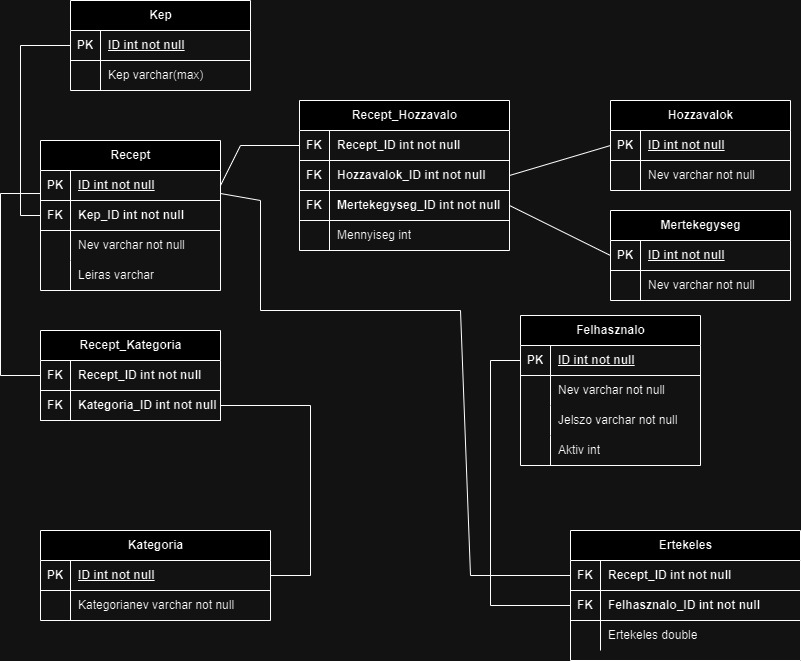 Kep
PK ID int not null
Kep varchar(max)
Recept
PK ID int not null
FK Kep_ID int not null
Nev varchar not null
Leiras varchar
Recept_Hozzavalo
FK Recept_ID int not null
FK Hozzavalok_ID int not null
FK Mertekegyseg_ID int not null
Mennyiseg int
Hozzavalok
PK ID int not null
Nev varchar not null
Mertekegyseg
PK ID int not null
Nev varchar not null
Recept_Kategoria
FK Recept_ID int not null
FK Kategoria_ID int not null
Felhasznalo
PK ID int not null
Nev varchar not null
Jelszo varchar not null
Aktiv int
Kategoria
PK ID int not null
Kategorianev varchar not null
Ertekeles
FK Recept_ID int not null
FK Felhasznalo_ID int not null
Ertekeles double